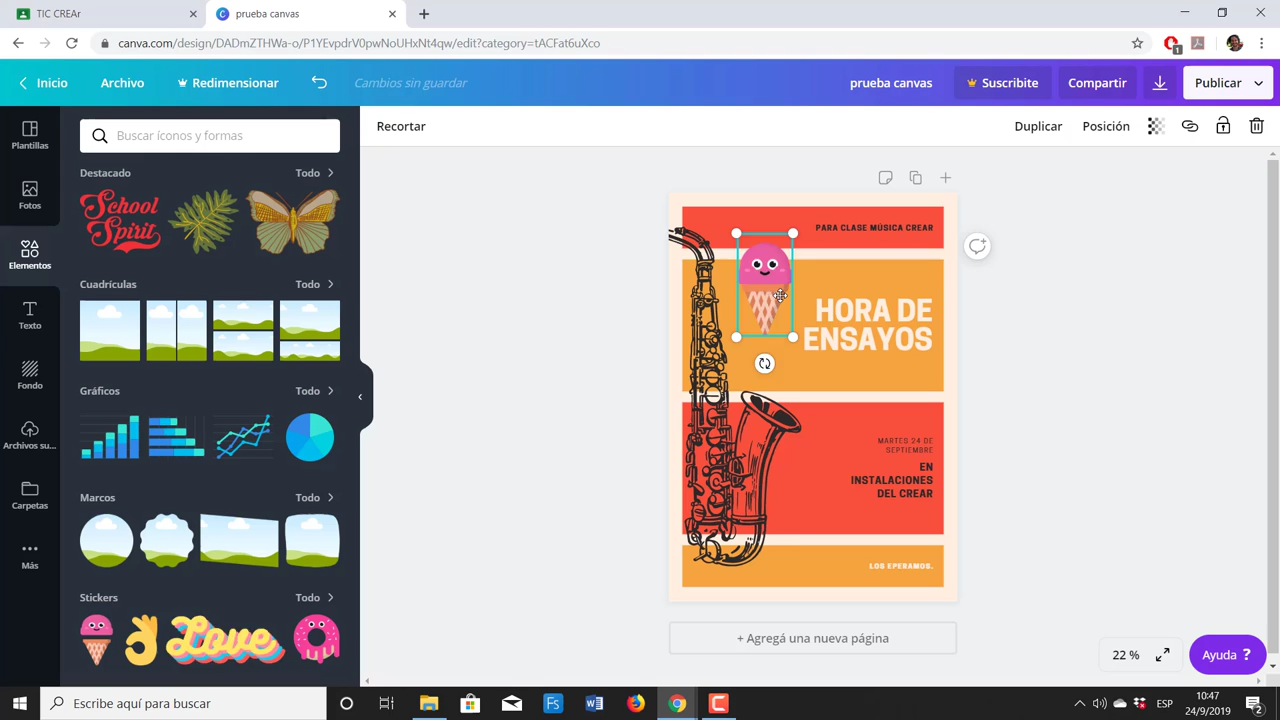 TIC CREAr
prueba canvas
canva.com/design/DADmZTHWa-o/P1YEvpdrV0pwNoUHxNt4qw/edit?category=tACFat6uXco
1
Inicio
Archivo
Redimensionar
Cambios sin guardar
prueba canvas
Suscribite
Compartir
Publicar
Plantillas
Fotos
Elementos
Texto
Fondo
Archivos su...
Carpetas
Más
Buscar íconos y formas
Destacado
Todo
School
Spirit
Cuadrículas
Todo
Gráficos
Todo
Marcos
Todo
Stickers
Todo
Love
Recortar
Duplicar
Posición
PARA CLASE MÚSICA CREAR
HORA DE
ENSAYOS
MARTES 24 DE
SEPTIEMBRE
EN
INSTALACIONES
DEL CREAR
LOS EPERAMOS.
+ Agregá una nueva página
22 %
Ayuda ?
Escribe aquí para buscar
Fs
ESP
10:47
24/9/2019
2